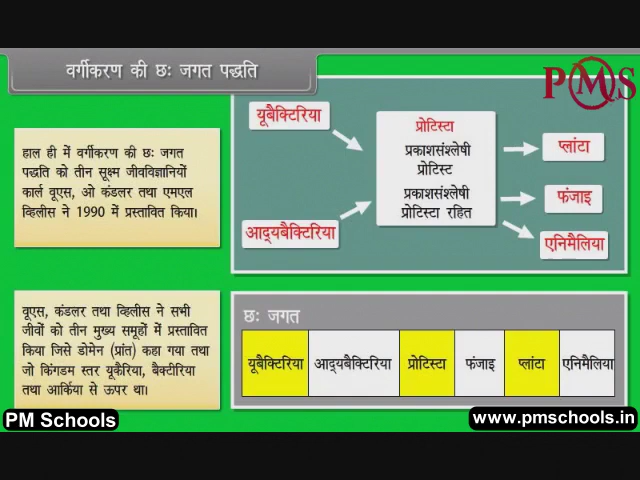 वर्गीकरण की छः जगत पद्धति
PMS
हाल ही में वर्गीकरण की छः जगत
पद्धति को तीन सूक्ष्म जीवविज्ञानियों
कार्ल वूएस, ओ कंडलर तथा एमएल
व्हिलीस ने 1990 में प्रस्तावित किया।
यूबैक्टिरिया
आद्यबैक्टिरिया
प्रोटिस्टा
प्रकाशसंश्लेषी
प्रोटिस्ट
प्रकाशसंश्लेषी
प्रोटिस्टा रहित
प्लांटा
फंजाइ
एनिमैलिया
वूएस, कंडलर तथा व्हिलीस ने सभी
जीवों को तीन मुख्य समूहों में प्रस्तावित
किया जिसे डोमेन (प्रांत) कहा गया तथा
जो किंगडम स्तर यूकैरिया, बैक्टीरिया
तथा आर्किया से ऊपर था।
छः जगत
यूबैक्टिरिया आद्यबैक्टिरिया प्रोटिस्टा फंजाइ प्लांटा एनिमैलिया
PM Schools
www.pmschools.in